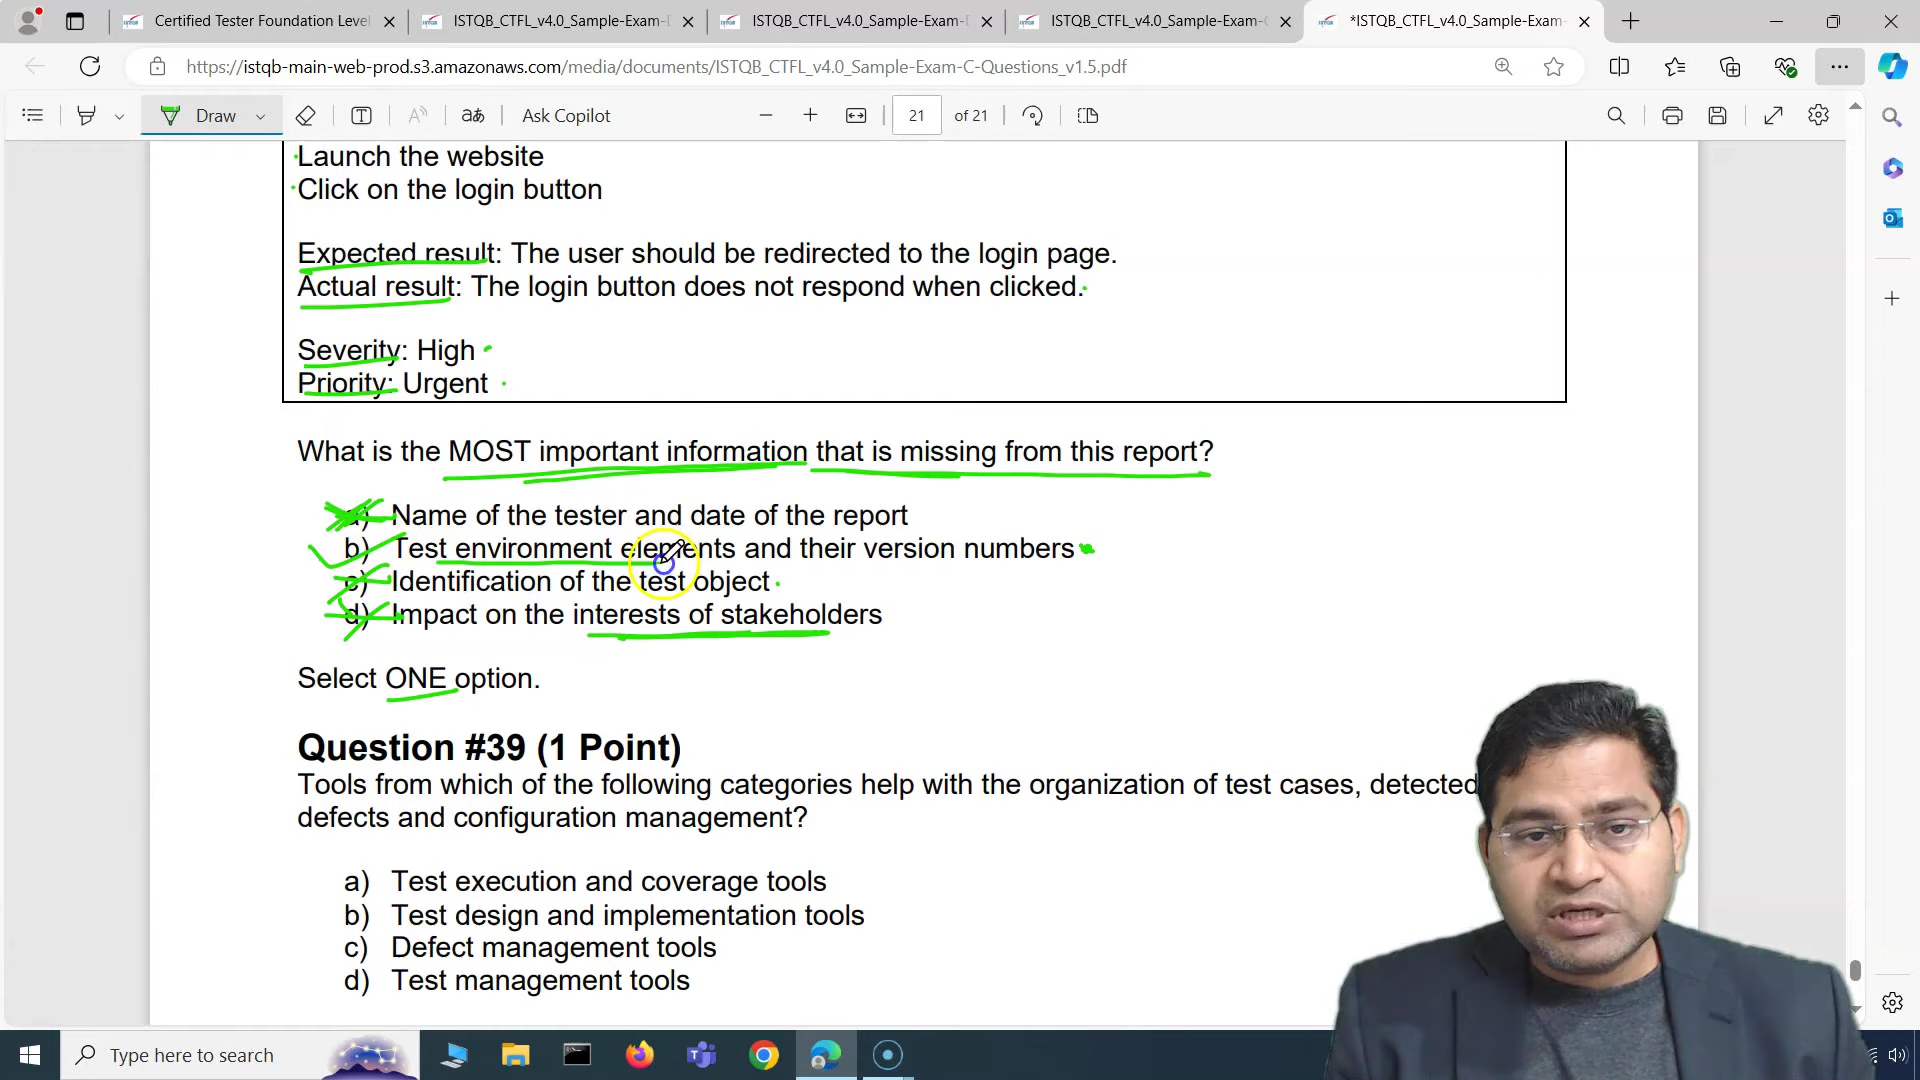 Certified Tester Foundation Level
ISTQB_CTFL_v4.0_Sample-Exam-
ISTQB_CTFL_v4.0_Sample-Exam-
ISTQB_CTFL_v4.0_Sample-Exam-
*ISTQB_CTFL_v4.0_Sample-Exam-
https://istqb-main-web-prod.s3.amazonaws.com/media/documents/ISTQB_CTFL_v4.0_Sample-Exam-C-Questions_v1.5.pdf
Draw
aあ
Ask Copilot
21 of 21
Launch the website
Click on the login button
Expected result: The user should be redirected to the login page.
Actual result: The login button does not respond when clicked.
Severity: High
Priority: Urgent
What is the MOST important information that is missing from this report?
a) Name of the tester and date of the report
b) Test environment elements and their version numbers
c) Identification of the test object
d) Impact on the interests of stakeholders
Select ONE option.
Question #39 (1 Point)
Tools from which of the following categories help with the organization of test cases, detected
defects and configuration management?
a) Test execution and coverage tools
b) Test design and implementation tools
c) Defect management tools
d) Test management tools
Type here to search